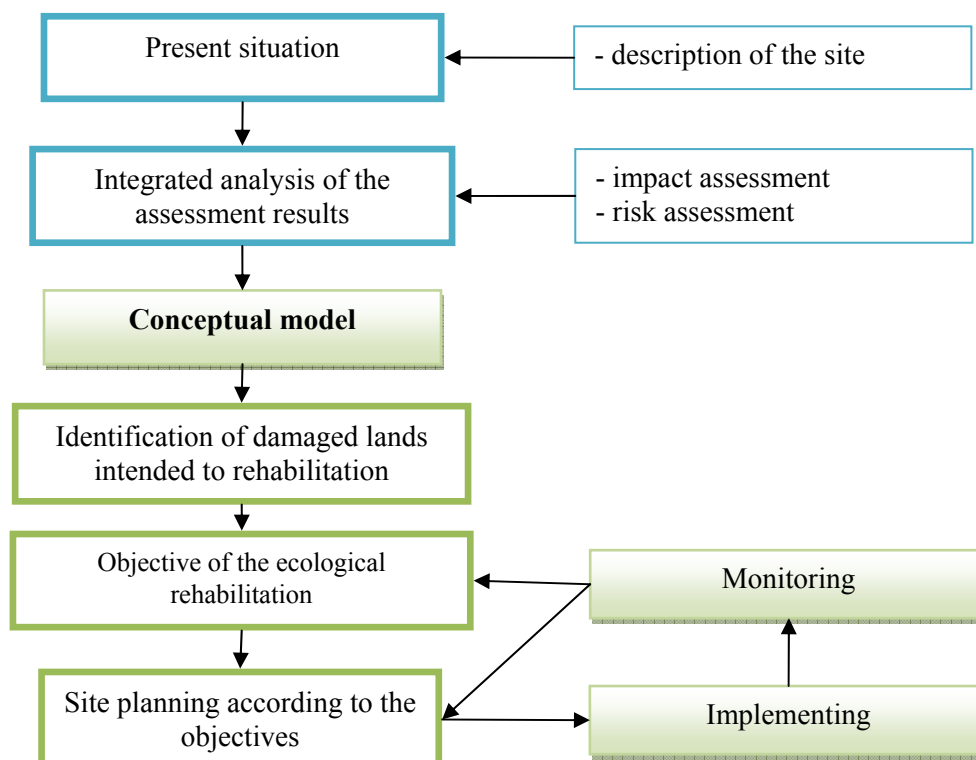 Present situation
- description of the site
Integrated analysis of the
assessment results
- impact assessment
- risk assessment
Conceptual model
Identification of damaged lands
intended to rehabilitation
Objective of the ecological
rehabilitation
Monitoring
Site planning according to the
objectives
Implementing